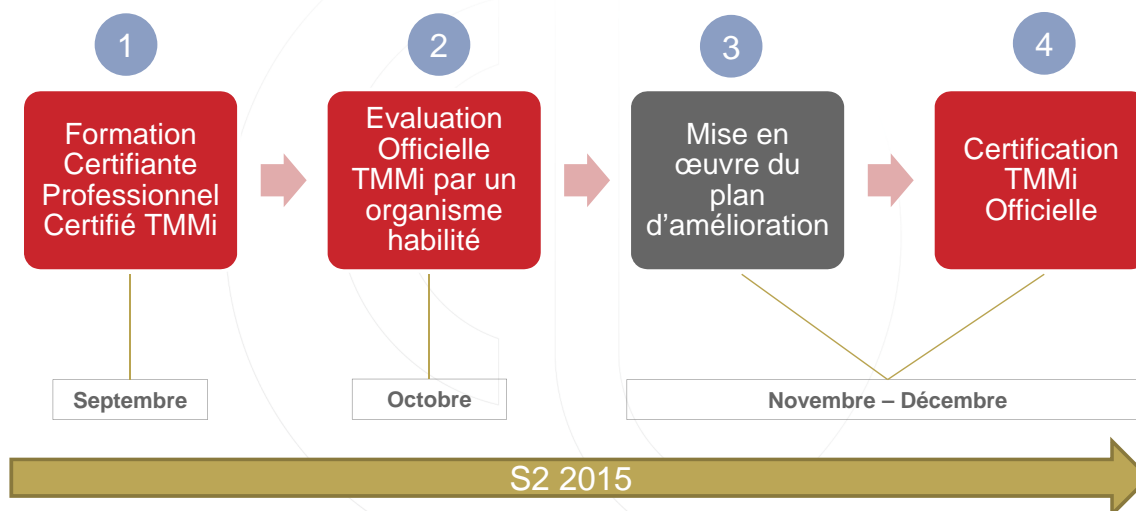 1
Formation
Certifiante
Professionnel
Certifié TMMi
2
Evaluation
Officielle
TMMi par un
organisme
habilité
3
Mise en
œuvre du
plan
d’amélioration
4
Certification
TMMi
Officielle
Septembre
Octobre
Novembre – Décembre
S2 2015